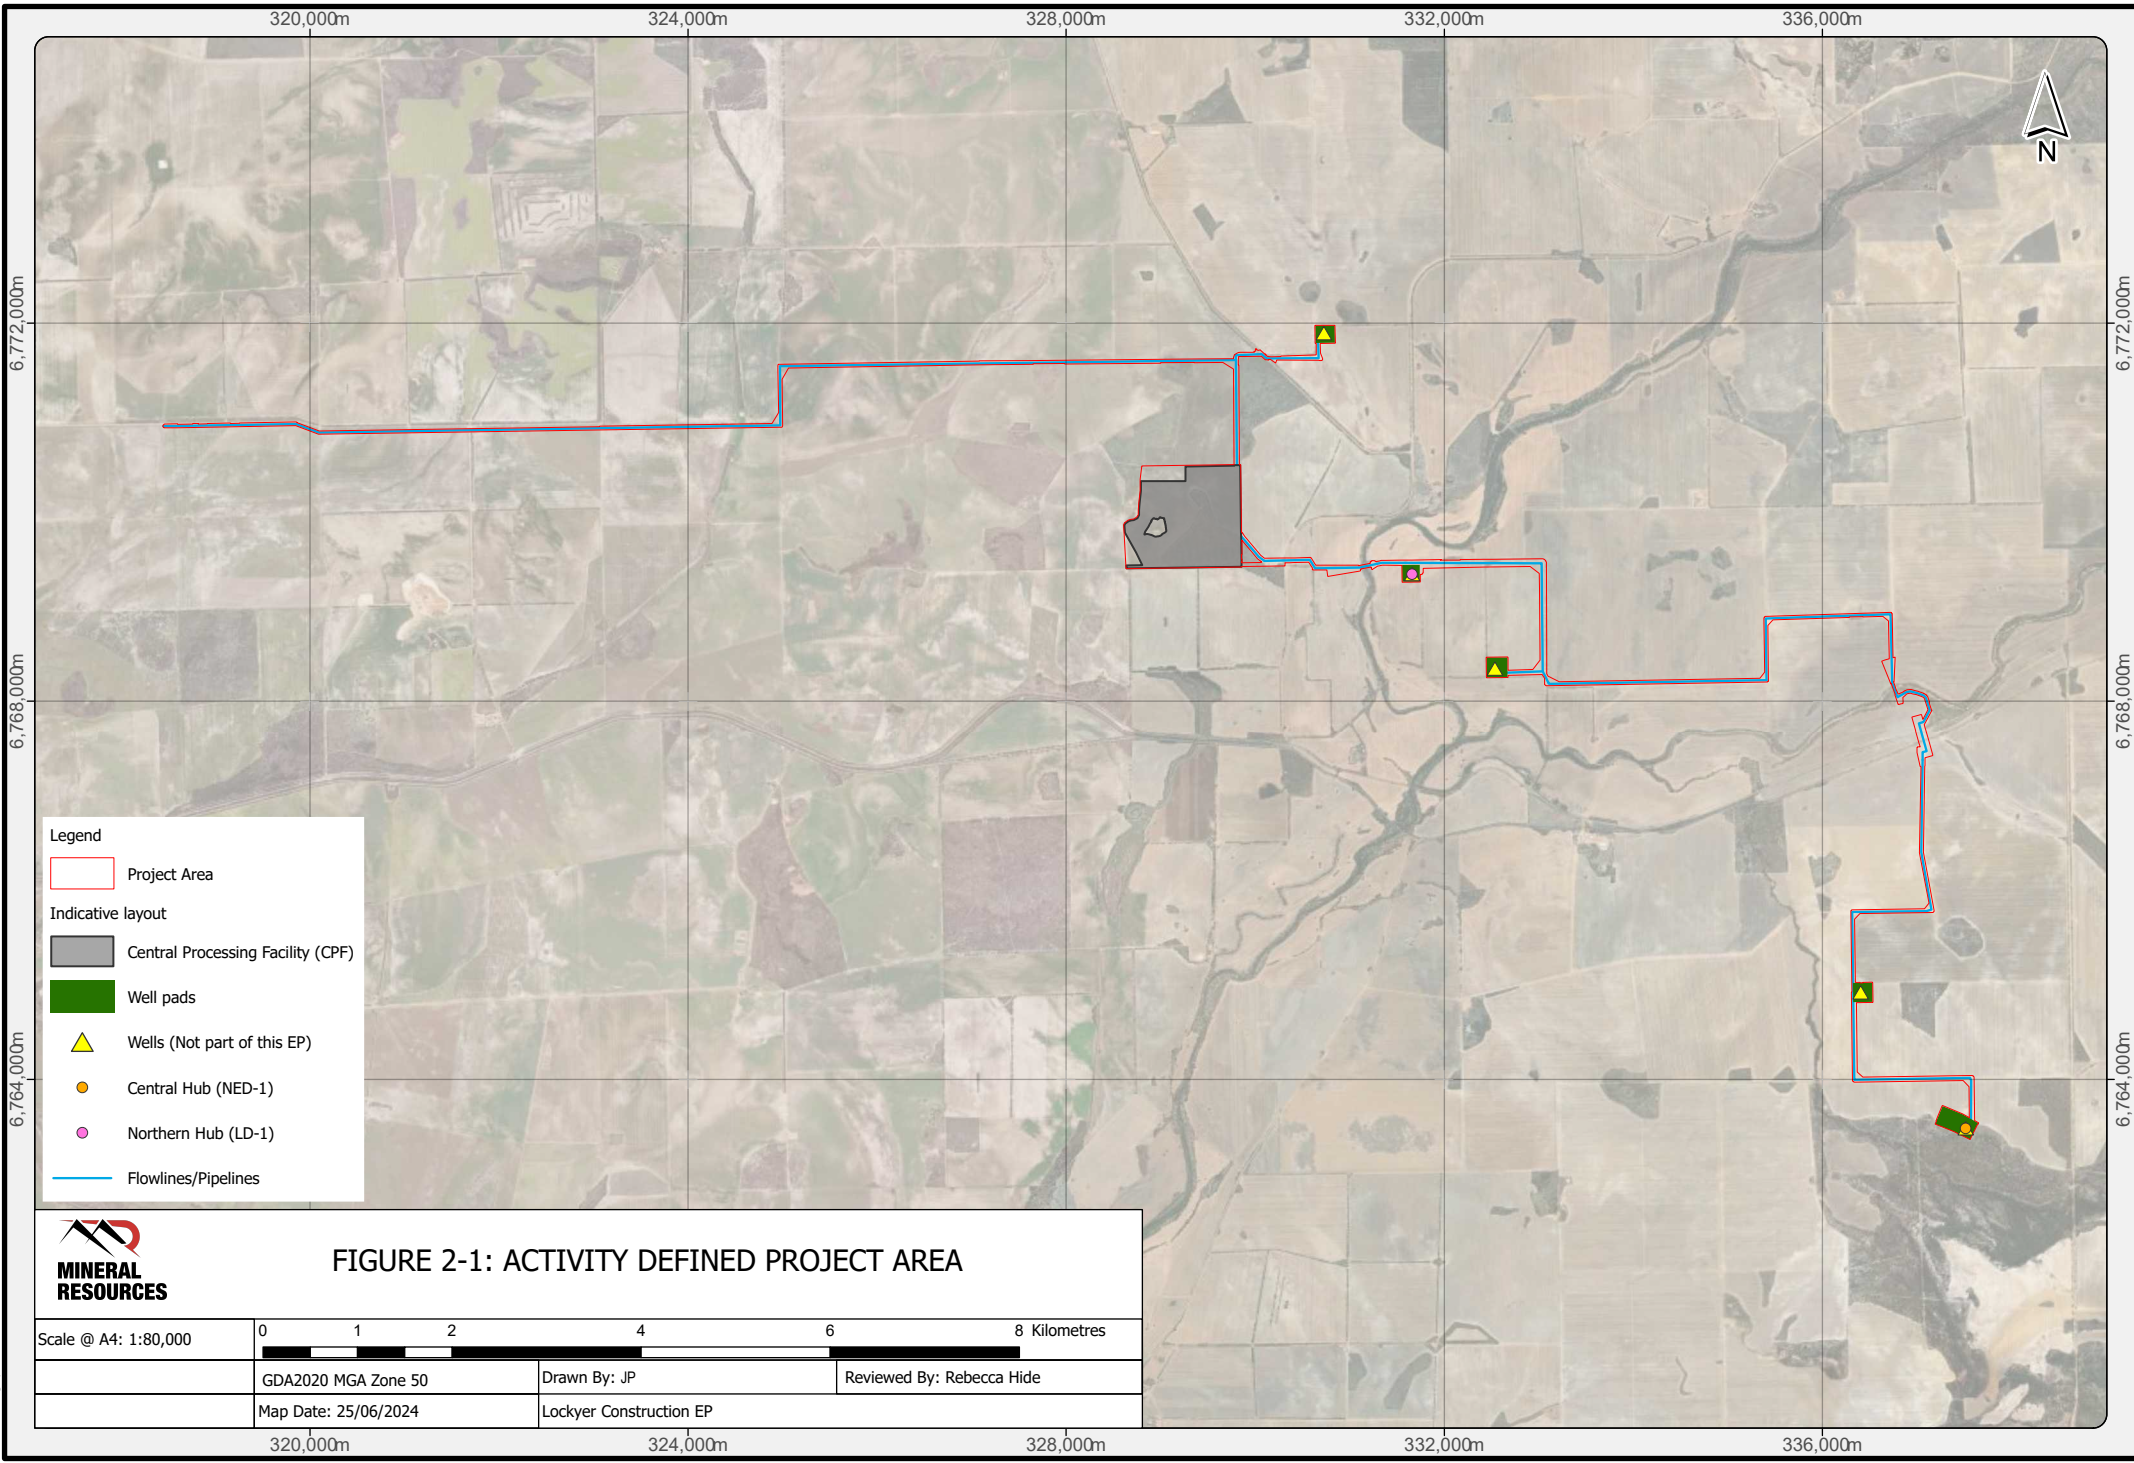 320,000m 324,000m 328,000m 332,000m 336,000m
N
6,772,000m 6,772,000m
6,768,000m 6,768,000m
6,764,000m 6,764,000m
Legend
Project Area
Indicative layout
Central Processing Facility (CPF)
Well pads
Wells (Not part of this EP)
Central Hub (NED-1)
Northern Hub (LD-1)
Flowlines/Pipelines
MINERAL
RESOURCES
FIGURE 2-1: ACTIVITY DEFINED PROJECT AREA
Scale @ A4: 1:80,000
0 1 2 4 6 8 Kilometres
GDA2020 MGA Zone 50
Drawn By: JP
Reviewed By: Rebecca Hide
Map Date: 25/06/2024
Lockyer Construction EP
320,000m 324,000m 328,000m 332,000m 336,000m